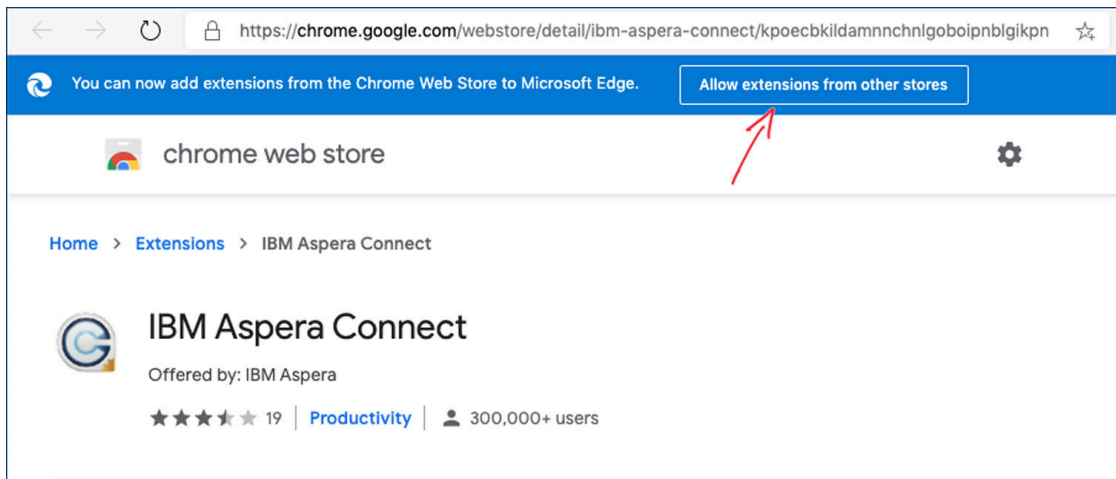 https://chrome.google.com/webstore/detail/ibm-aspera-connect/kpoecbkildamnnchnlgoboipnblgikpn
You can now add extensions from the Chrome Web Store to Microsoft Edge. Allow extensions from other stores
chrome web store
Home > Extensions > IBM Aspera Connect
IBM Aspera Connect
Offered by: IBM Aspera
19 | Productivity | 300,000+ users